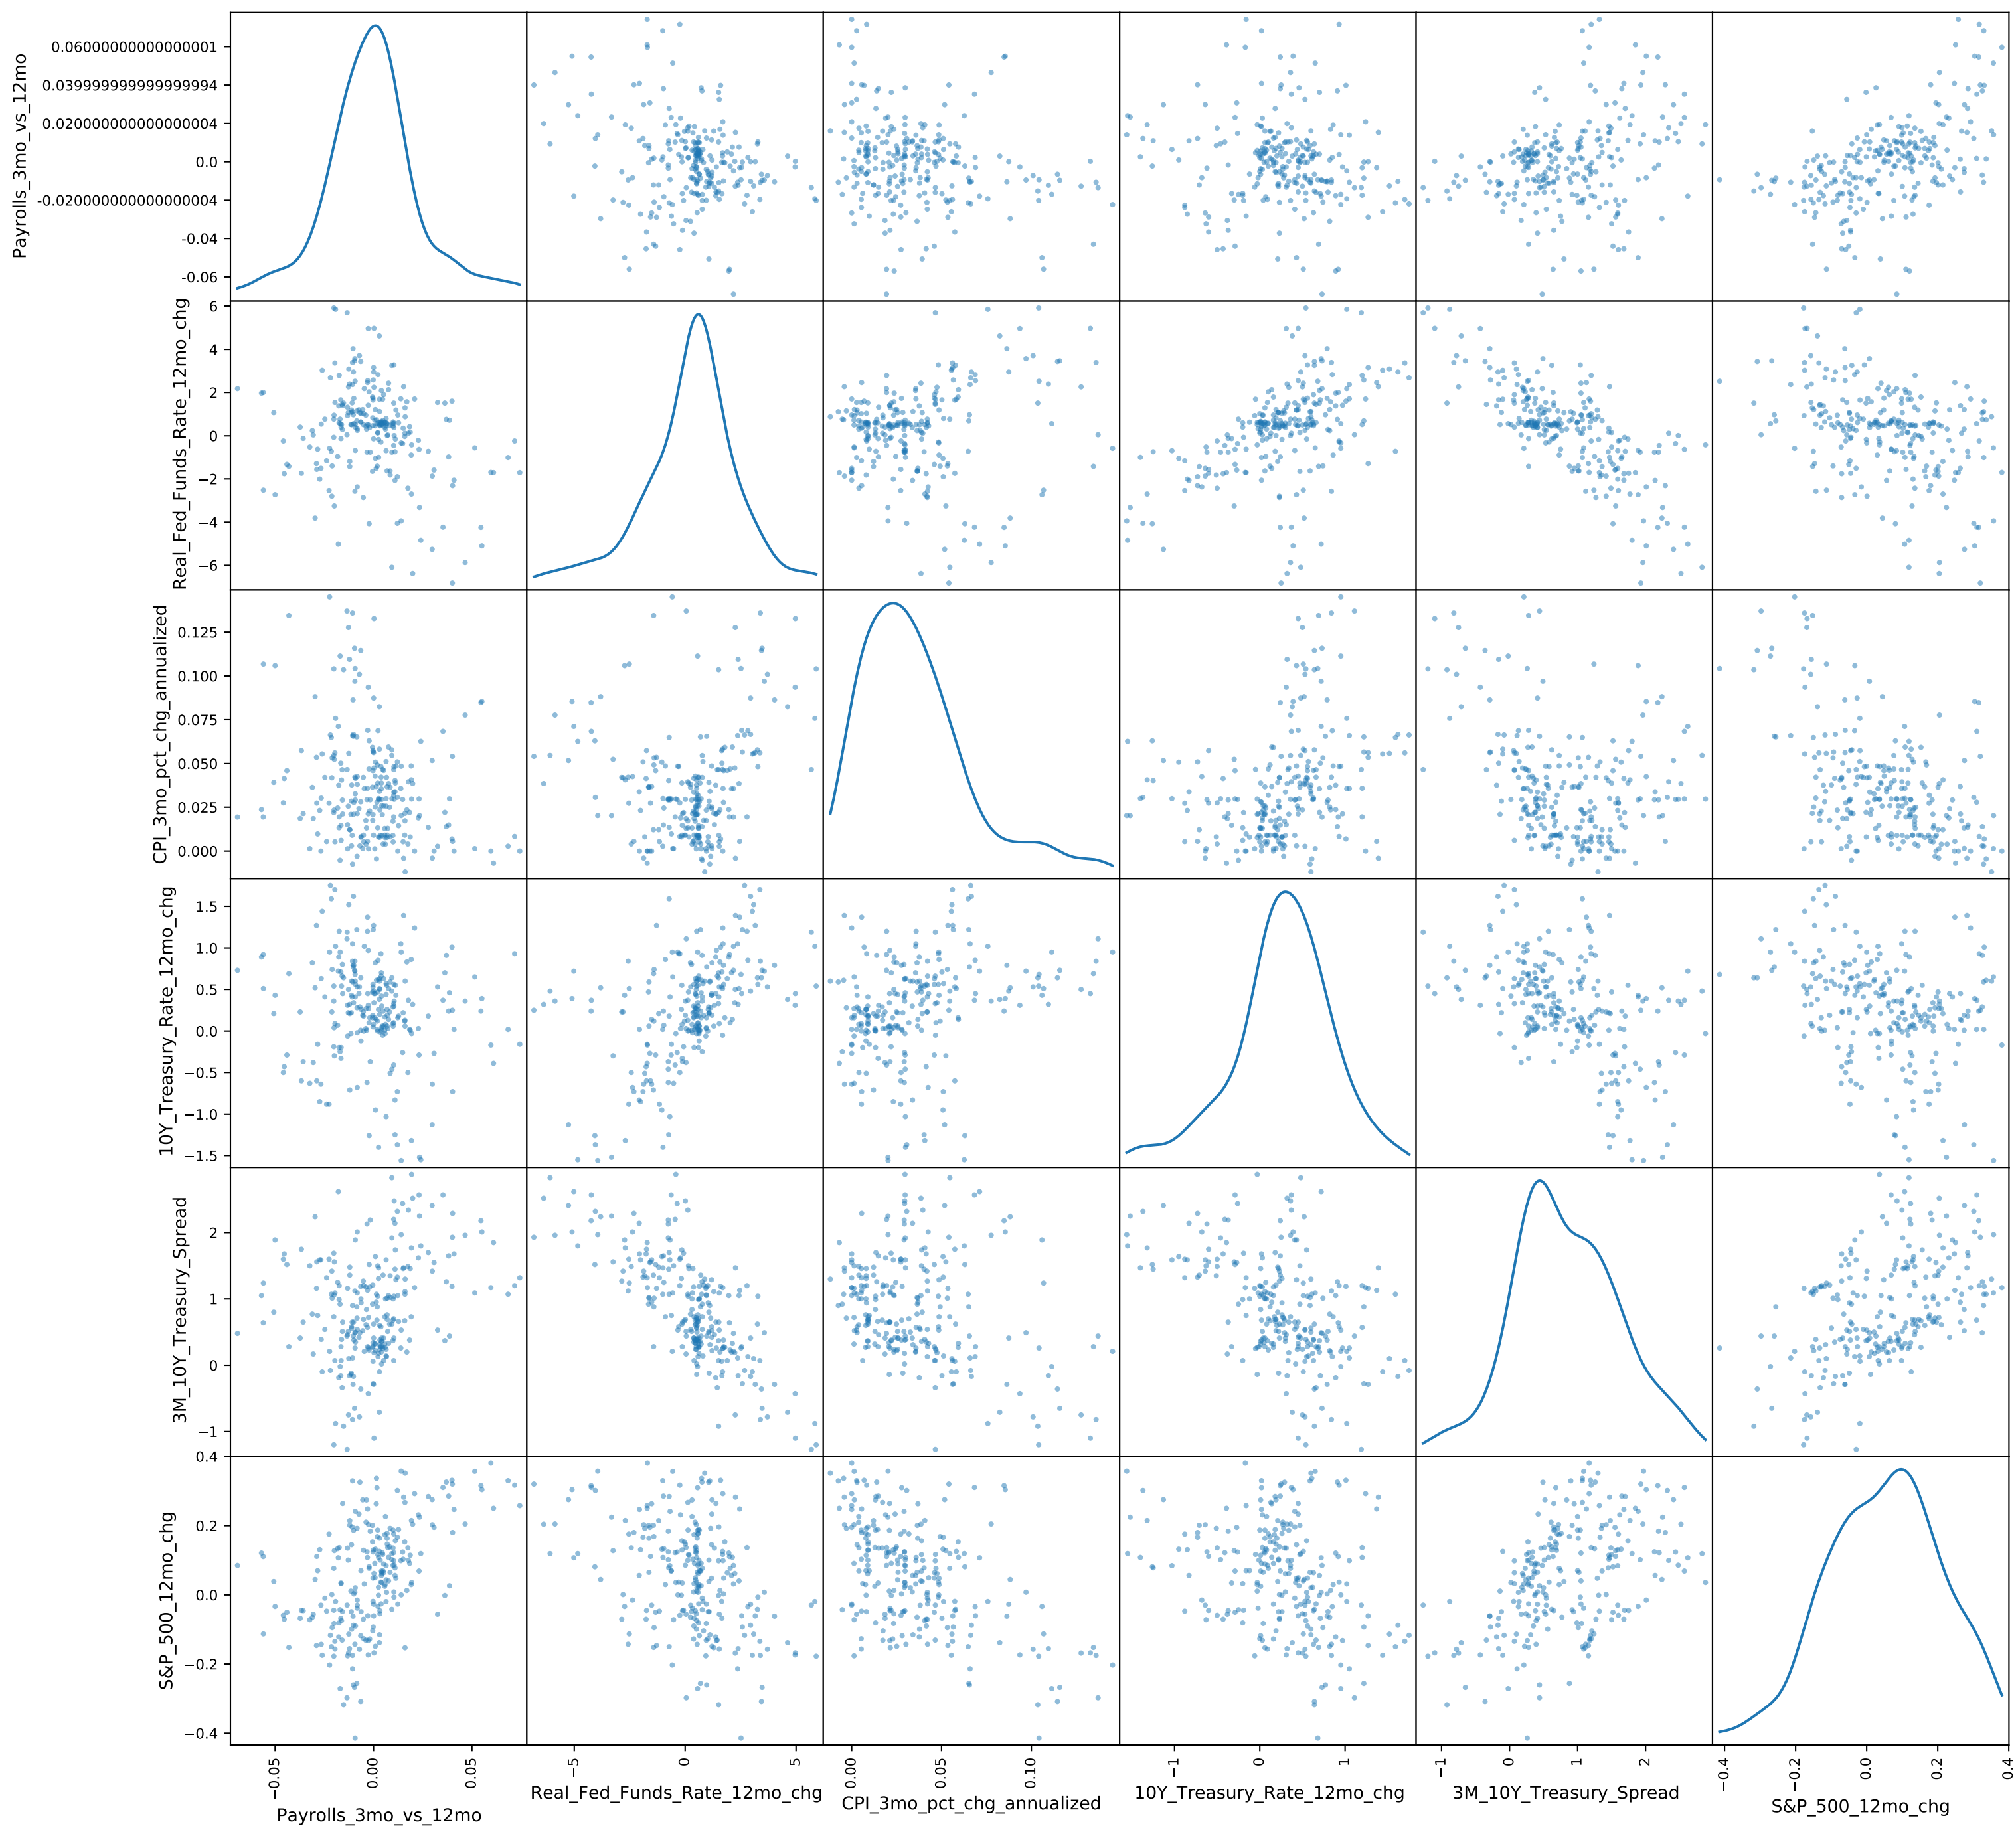 Payrolls_3mo_vs_12mo
0.06000000000000001
0.039999999999999994
0.020000000000000004
0.0
-0.020000000000000004
-0.04
-0.06
Real_Fed_Funds_Rate_12mo_chg
6
4
2
0
−2
−4
−6
CPI_3mo_pct_chg_annualized
0.125
0.100
0.075
0.050
0.025
0.000
10Y_Treasury_Rate_12mo_chg
1.5
1.0
0.5
0.0
−0.5
−1.0
−1.5
3M_10Y_Treasury_Spread
2
1
0
−1
S&P_500_12mo_chg
0.4
0.2
0.0
−0.2
−0.4
−0.05 0.00 0.05
Payrolls_3mo_vs_12mo
−5 0 5
Real_Fed_Funds_Rate_12mo_chg
0.00 0.05 0.10
CPI_3mo_pct_chg_annualized
−1 0 1
10Y_Treasury_Rate_12mo_chg
−1 0 1 2
3M_10Y_Treasury_Spread
−0.4 −0.2 0.0 0.2 0.4
S&P_500_12mo_chg